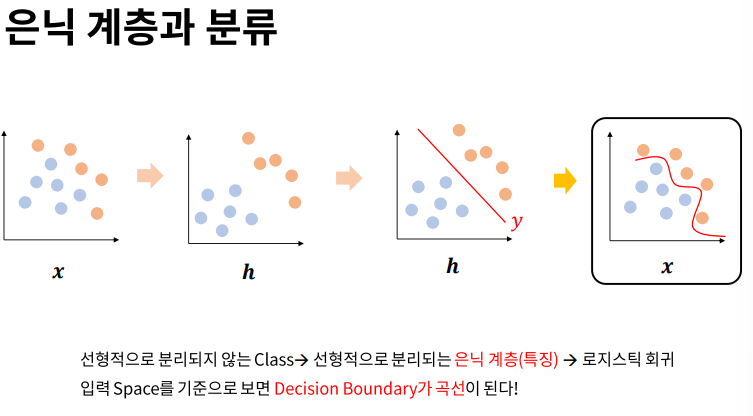 은닉 계층과 분류
x
h
h
y
x
선형적으로 분리되지 않는 Class→ 선형적으로 분리되는 은닉 계층(특징) → 로지스틱 회귀
입력 Space를 기준으로 보면 Decision Boundary가 곡선이 된다!